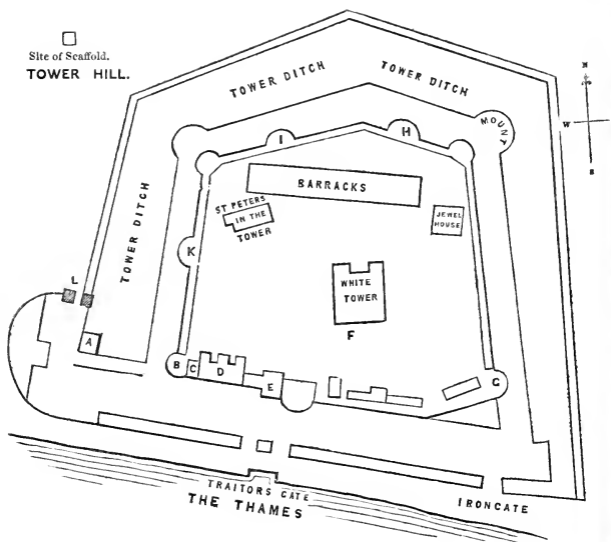 Site of Scaffold.
TOWER HILL.
TOWER DITCH
TOWER DITCH
N
W
S
MOUNT
I
H
BARRACKS
ST PETERS
IN THE
TOWER
JEWEL
HOUSE
TOWER DITCH
K
WHITE
TOWER
L
F
A
B
C
D
E
G
TRAITORS GATE
THE THAMES
IRONGATE